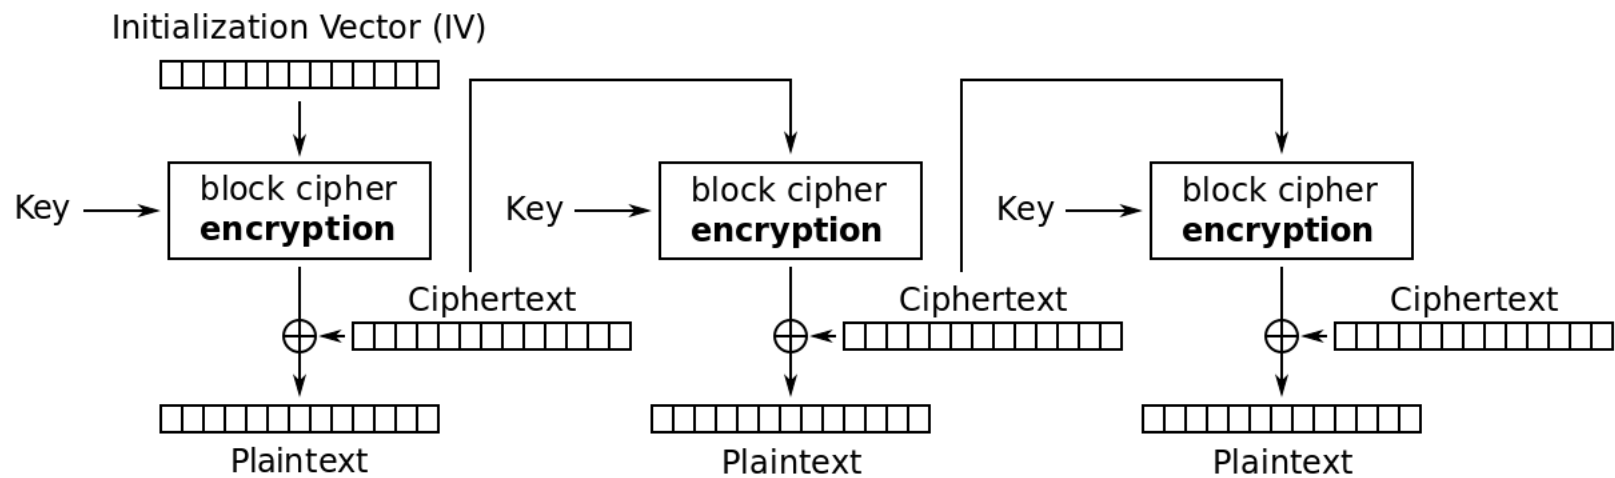 Initialization Vector (IV)
Key
block cipher
encryption
Ciphertext
Plaintext
Key
block cipher
encryption
Ciphertext
Plaintext
Key
block cipher
encryption
Ciphertext
Plaintext